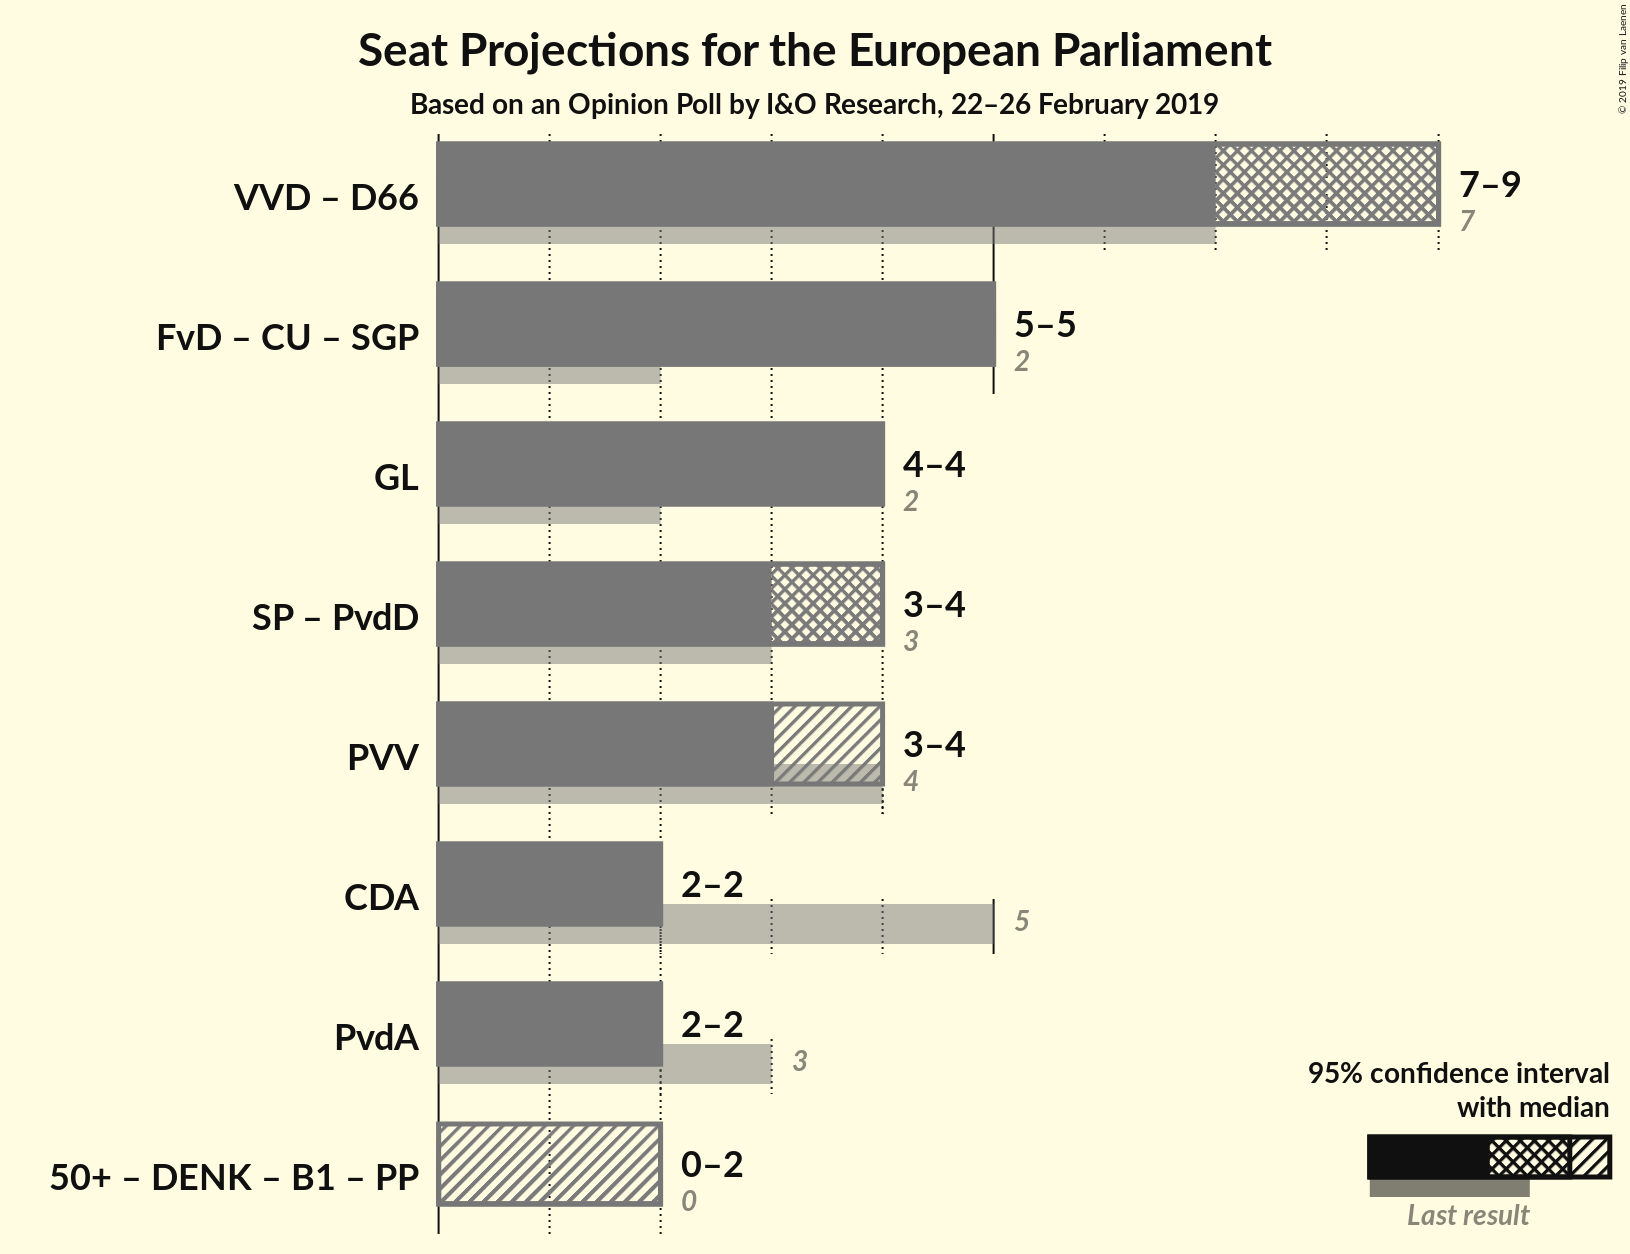 Seat Projections for the European Parliament
Based on an Opinion Poll by I&O Research, 22–26 February 2019
© 2019 Filip van Laenen
VVD – D66
7–9
7
FvD – CU – SGP
5–5
2
GL
4–4
2
SP – PvdD
3–4
3
PVV
3–4
4
CDA
2–2
5
PvdA
2–2
3
50+ – DENK – B1 – PP
0–2
0
95% confidence interval
with median
Last result